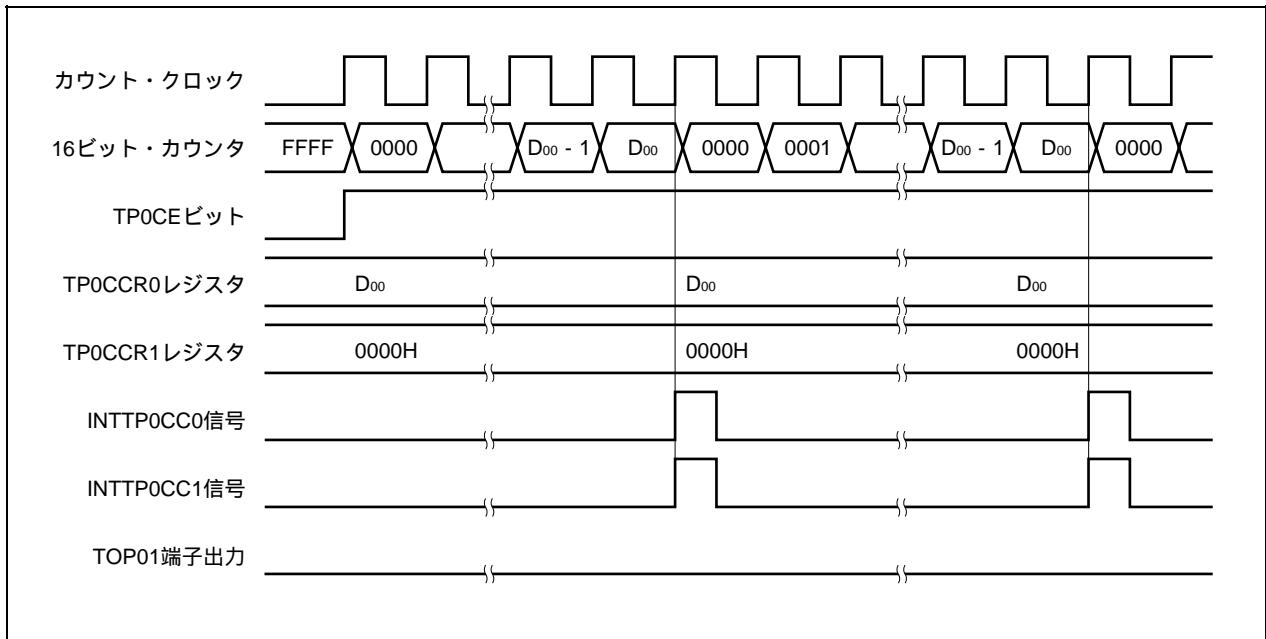 カウント・クロック
16ビット・カウンタ FFFF 0000 D00 - 1 D00 0000 0001 D00 - 1 D00 0000
TP0CEビット
TP0CCR0レジスタ D00 D00 D00
TP0CCR1レジスタ 0000H 0000H 0000H
INTTP0CC0信号
INTTP0CC1信号
TOP01端子出力